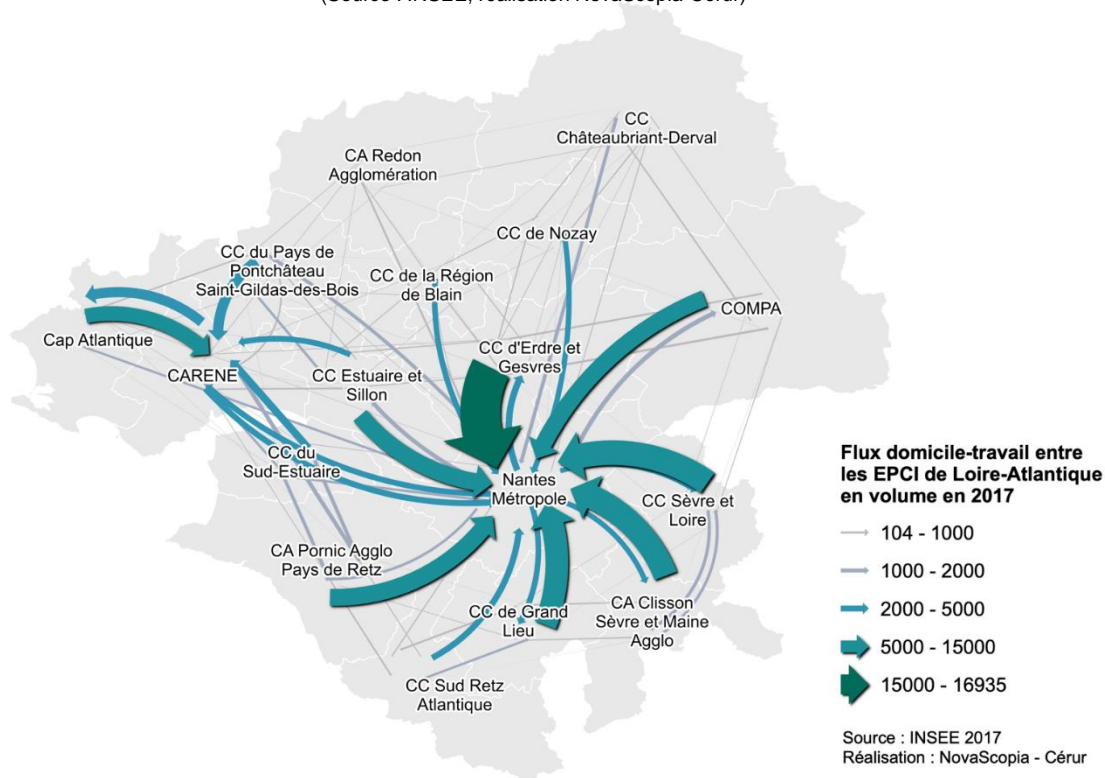 (Source : INSEE, réalisation NovaScopia-Cérur)
CC
Châteaubriant-Derval
CA Redon
Agglomération
CC de Nozay
CC du Pays de
Pontchâteau
Saint-Gildas-des-Bois
CC de la Région
de Blain
COMPA
Cap Atlantique
CC d'Erdre et
Gesvres
CARENE
CC Estuaire et
Sillon
CC du
Sud-Estuaire
Nantes
Métropole
CC Sèvre et
Loire
CA Pornic Agglo
Pays de Retz
CC de Grand
Lieu
CA Clisson
Sèvre et Maine
Agglo
CC Sud Retz
Atlantique
Flux domicile-travail entre
les EPCI de Loire-Atlantique
en volume en 2017
104 - 1000
1000 - 2000
2000 - 5000
5000 - 15000
15000 - 16935
Source : INSEE 2017
Réalisation : NovaScopia - Cérur